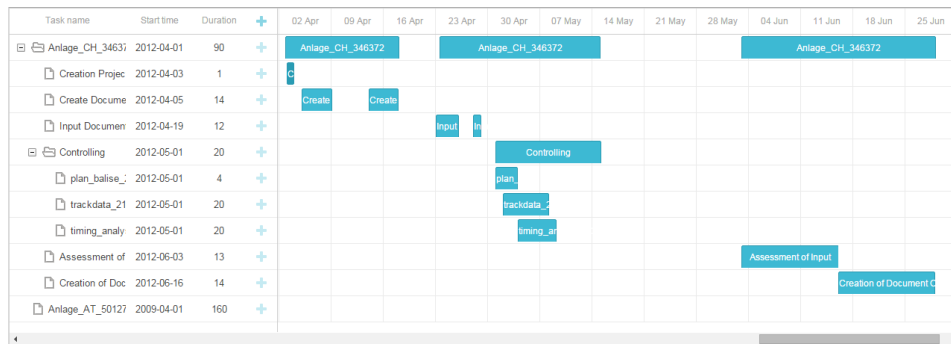 Task name Start time Duration 02 Apr 09 Apr 16 Apr 23 Apr 30 Apr 07 May 14 May 21 May 28 May 04 Jun 11 Jun 18 Jun 25 Jun
Anlage_CH_34637 2012-04-01 90 Anlage_CH_346372 Anlage_CH_346372 Anlage_CH_346372
Creation Projec 2012-04-03 1 C
Create Docume 2012-04-05 14 Create Create
Input Documen 2012-04-19 12 Input In
Controlling 2012-05-01 20 Controlling
plan_balise_ 2012-05-01 4 plan_
trackdata_21 2012-05-01 20 trackdata_2
timing_analy 2012-05-01 20 timing_an
Assessment of 2012-06-03 13 Assessment of Input
Creation of Doc 2012-06-16 14 Creation of Document C
Anlage_AT_50127 2009-04-01 160